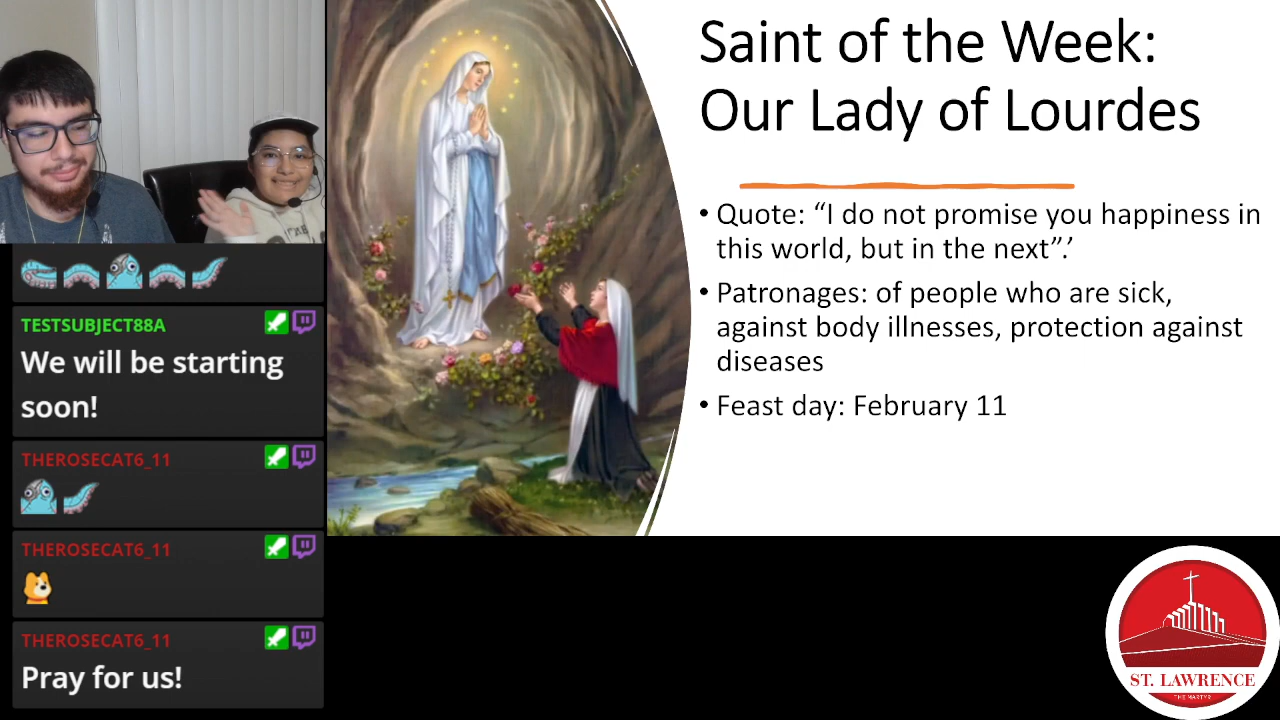 Saint of the Week:
Our Lady of Lourdes
• Quote: “I do not promise you happiness in
this world, but in the next”.’
• Patronages: of people who are sick,
against body illnesses, protection against
diseases
• Feast day: February 11
TESTSUBJECT88A
We will be starting
soon!
THEROSECAT6_11
THEROSECAT6_11
THEROSECAT6_11
Pray for us!
ST. LAWRENCE
THE MARTYR